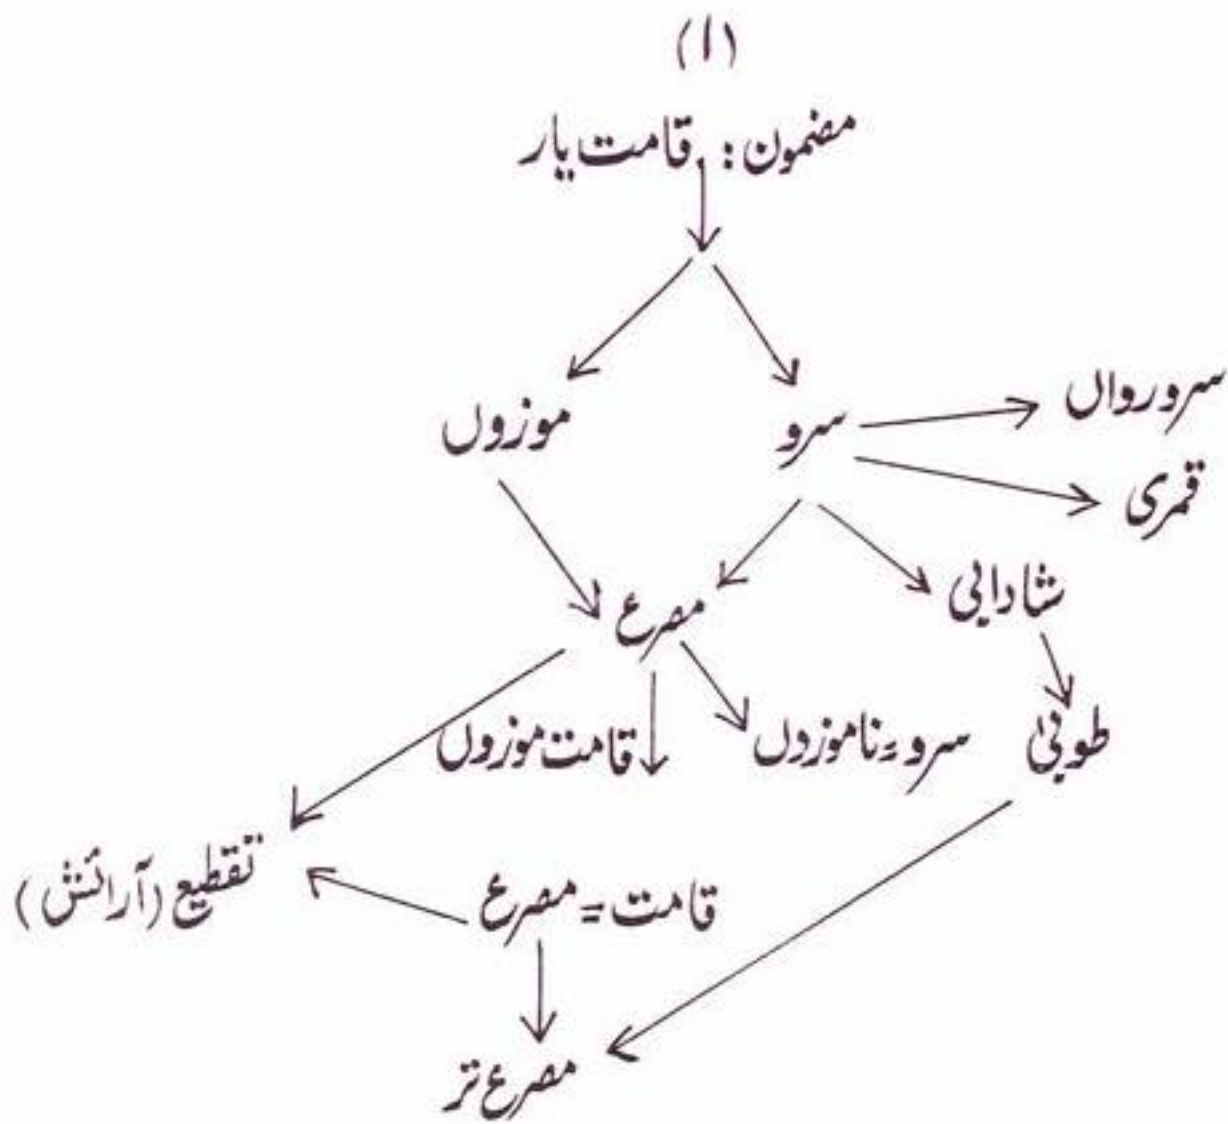 (۱)
مضمون: قامت یار
سرو رواں
موزوں
سرو
قمری
شادابی
مصرع
طوبیٰ
سرو = ناموزوں
قامت موزوں
تقطیع (آرائش)
قامت = مصرع
مصرع تر